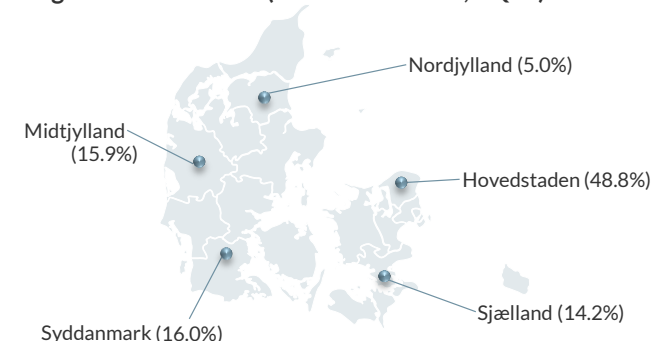 Nordjylland (5.0%)
Midtjylland
(15.9%)
Hovedstaden (48.8%)
Sjælland (14.2%)
Syddanmark (16.0%)